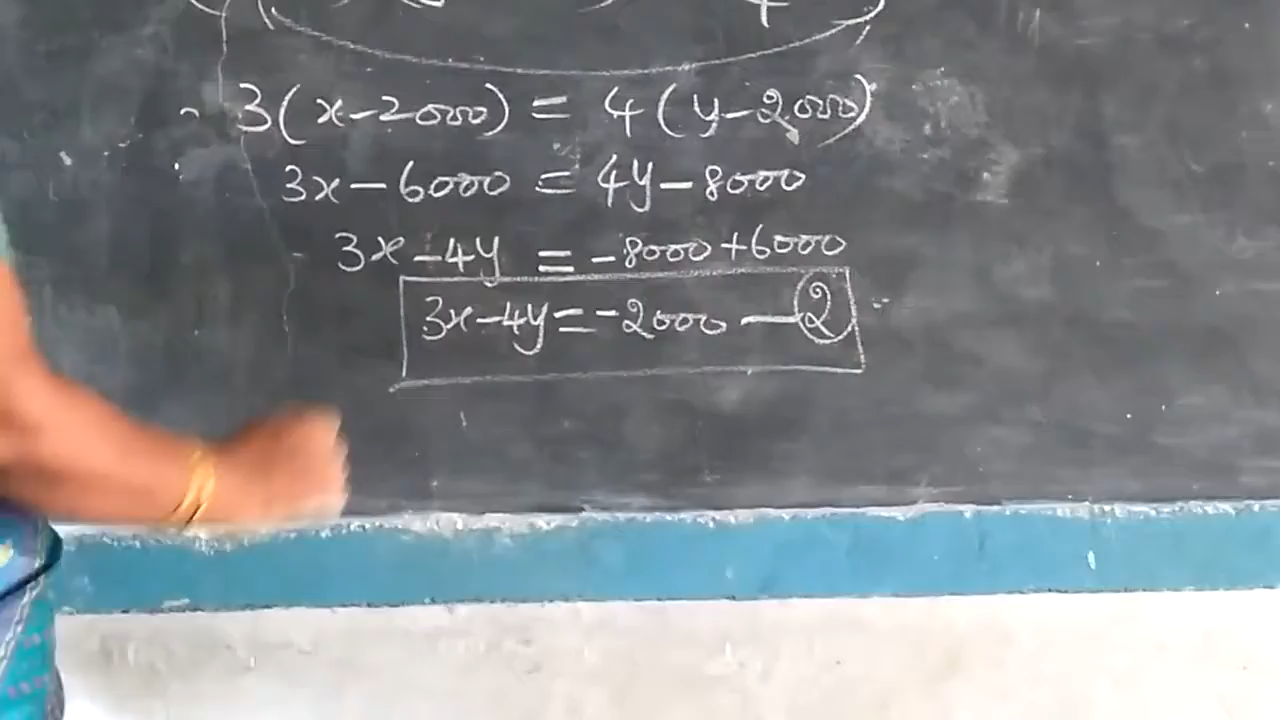 3(x-2000) = 4(y-2000)
3x-6000 = 4y-8000
3x-4y = -8000+6000
3x-4y=-2000 — 2